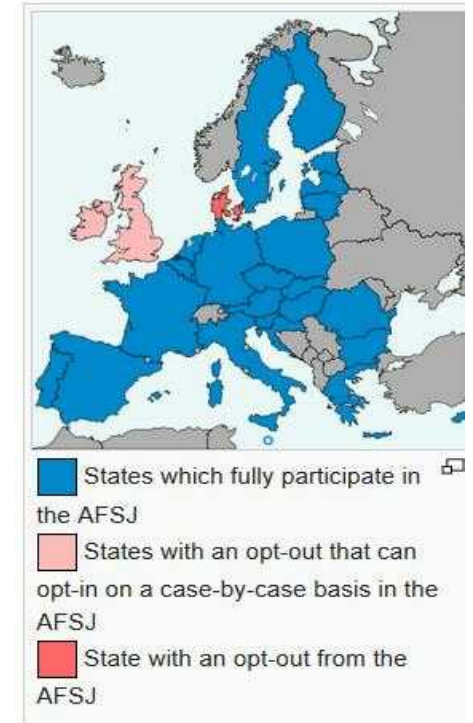 States which fully participate in
the AFSJ
States with an opt-out that can
opt-in on a case-by-case basis in the
AFSJ
State with an opt-out from the
AFSJ